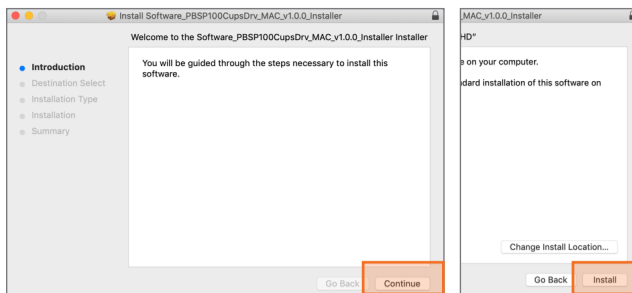 Install Software_PBSP100CupsDrv_MAC_v1.0.0_Installer
Welcome to the Software_PBSP100CupsDrv_MAC_v1.0.0_Installer Installer
Introduction
Destination Select
Installation Type
Installation
Summary
You will be guided through the steps necessary to install this
software.
Go Back
Continue
_MAC_v1.0.0_Installer
HD"
e on your computer.
dard installation of this software on
Change Install Location...
Go Back
Install